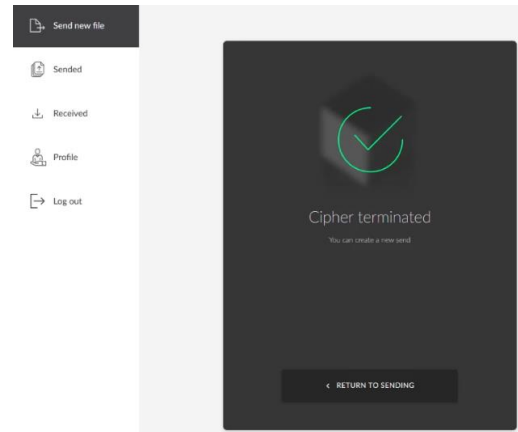 Send new file
Sended
Received
Profile
Log out
Cipher terminated
You can create a new send
< RETURN TO SENDING